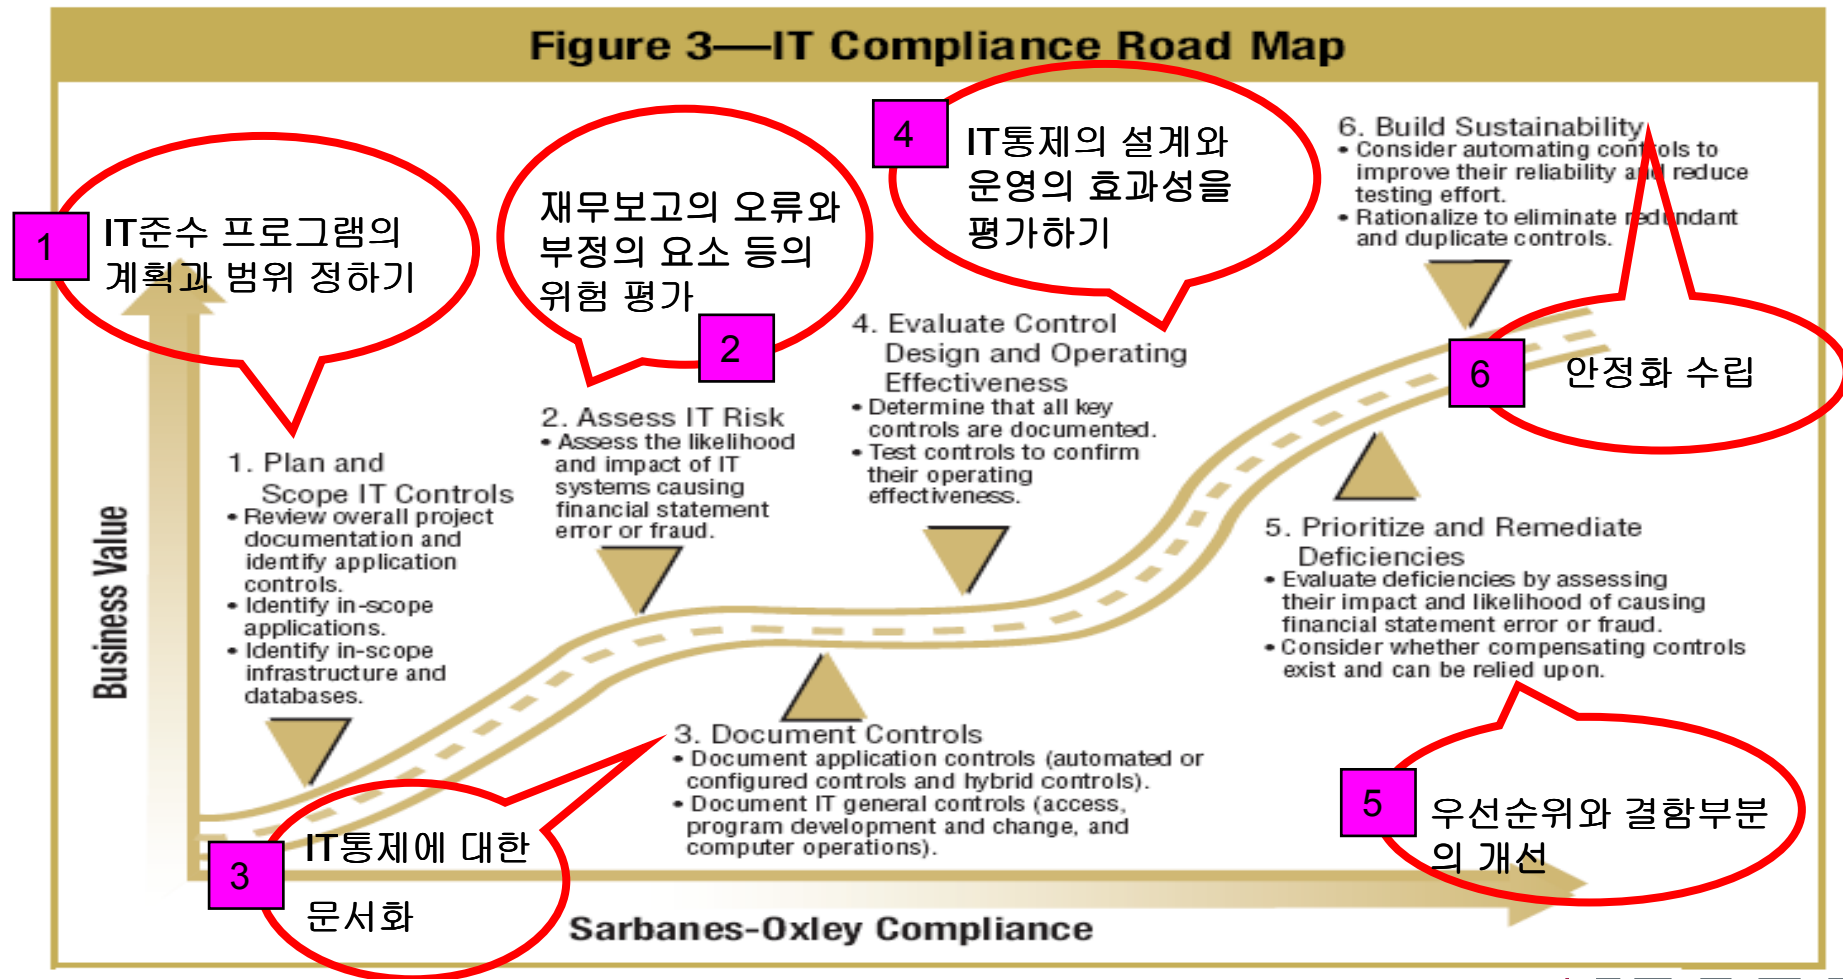 Figure 3—IT Compliance Road Map
1
IT준수 프로그램의
계획과 범위 정하기
재무보고의 오류와
부정의 요소 등의
위험 평가
2
4
IT통제의 설계와
운영의 효과성을
평가하기
6. Build Sustainability
• Consider automating controls to
improve their reliability and reduce
testing effort.
• Rationalize to eliminate redundant
and duplicate controls.
6
안정화 수립
4. Evaluate Control
Design and Operating
Effectiveness
• Determine that all key
controls are documented.
• Test controls to confirm
their operating
effectiveness.
2. Assess IT Risk
• Assess the likelihood
and impact of IT
systems causing
financial statement
error or fraud.
1. Plan and
Scope IT Controls
• Review overall project
documentation and
identify application
controls.
• Identify in-scope
applications.
• Identify in-scope
infrastructure and
databases.
Business Value
5. Prioritize and Remediate
Deficiencies
• Evaluate deficiencies by assessing
their impact and likelihood of causing
financial statement error or fraud.
• Consider whether compensating controls
exist and can be relied upon.
3. Document Controls
• Document application controls (automated or
configured controls and hybrid controls).
• Document IT general controls (access,
program development and change, and
computer operations).
3
IT통제에 대한
문서화
5
우선순위와 결함부분
의 개선
Sarbanes-Oxley Compliance